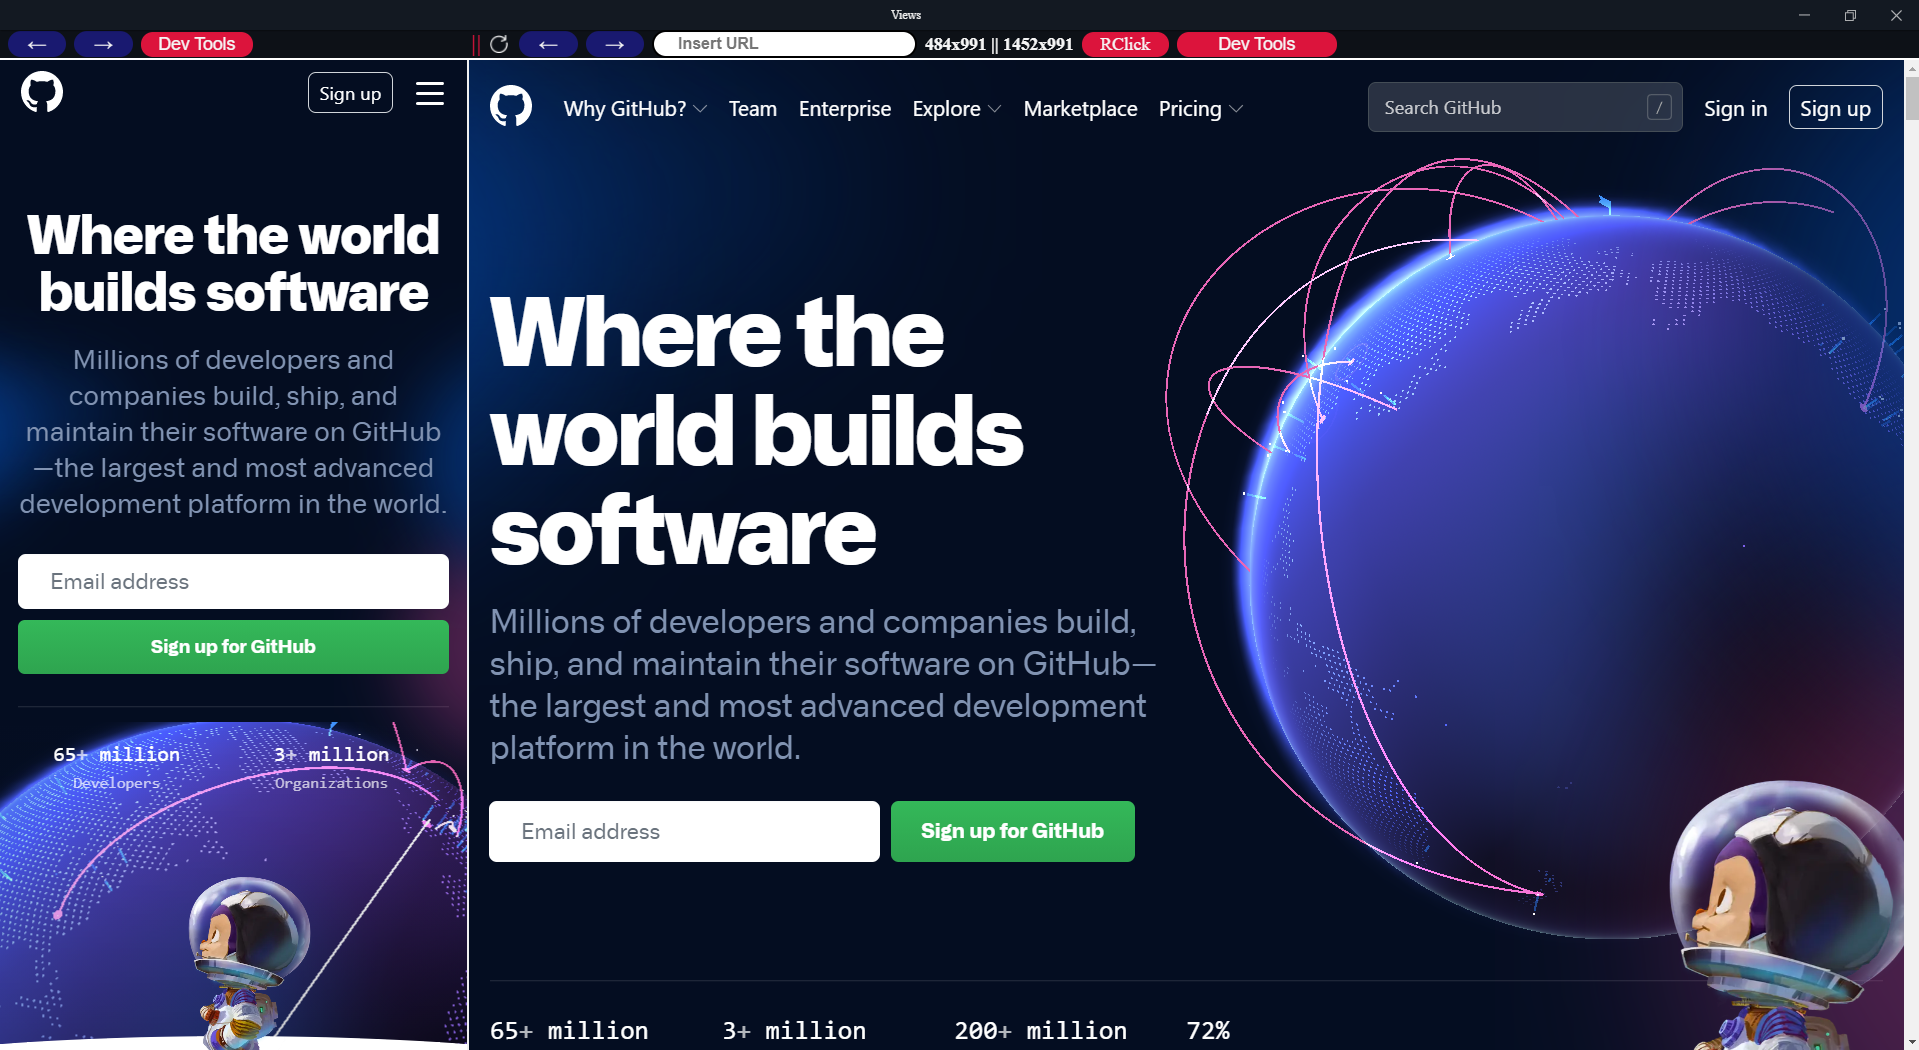 Views
← → Dev Tools
|| ← → Insert URL 484x991 || 1452x991 RClick Dev Tools
Sign up
Where the world
builds software
Millions of developers and
companies build, ship, and
maintain their software on GitHub
—the largest and most advanced
development platform in the world.
Email address
Sign up for GitHub
65+ million 3+ million
Developers Organizations
Why GitHub? Team Enterprise Explore Marketplace Pricing Search GitHub / Sign in Sign up
Where the
world builds
software
Millions of developers and companies build,
ship, and maintain their software on GitHub—
the largest and most advanced development
platform in the world.
Email address Sign up for GitHub
65+ million 3+ million 200+ million 72%